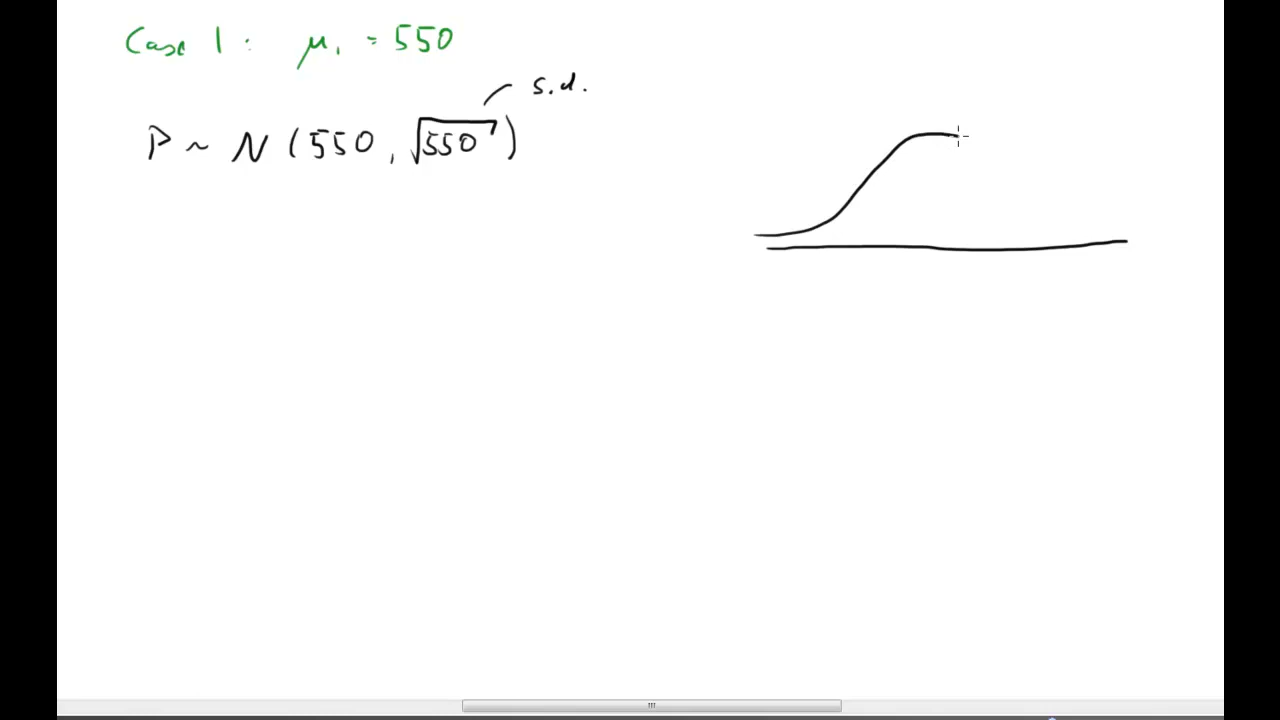 Case 1: μ₁ = 550
s.d.
P ~ N (550, √550)